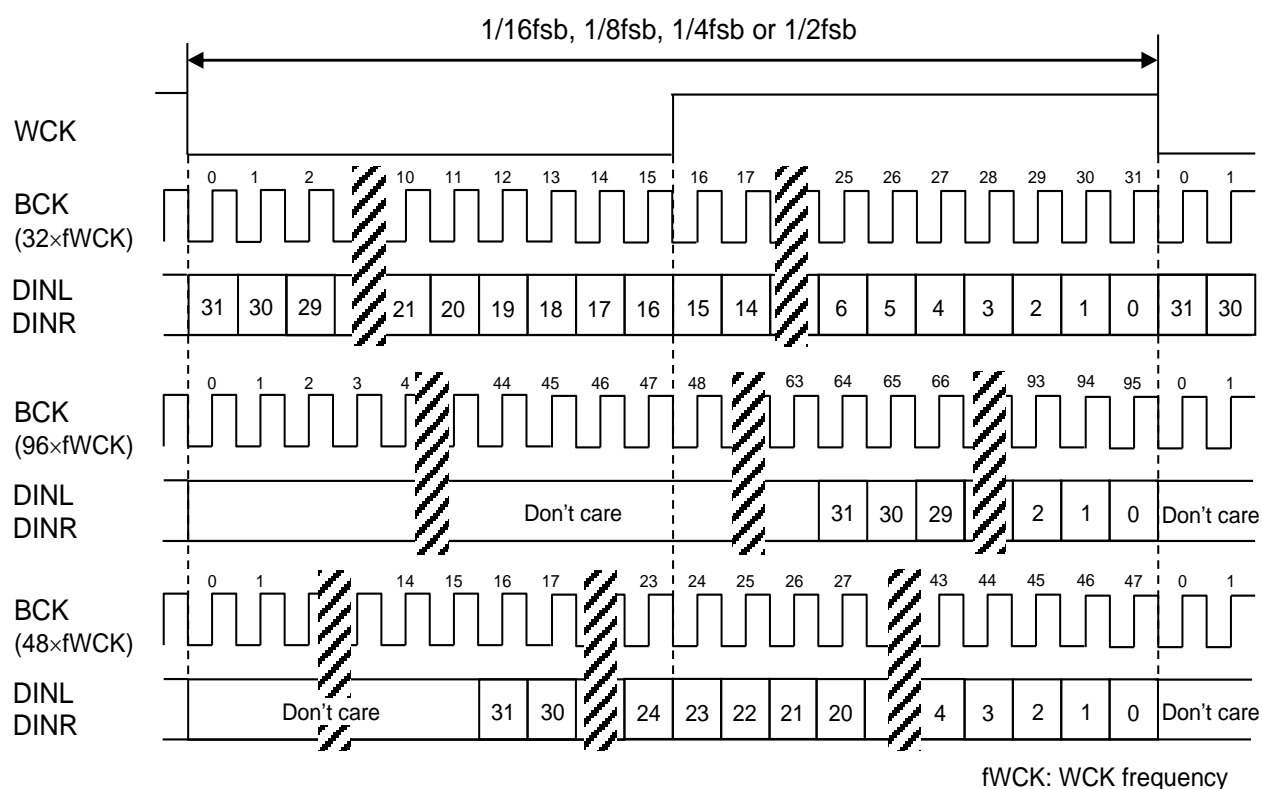 1/16fsb, 1/8fsb, 1/4fsb or 1/2fsb
WCK
0 1 2 10 11 12 13 14 15 16 17 25 26 27 28 29 30 31 0 1
BCK
(32×fWCK)
DINL
DINR
31 30 29 21 20 19 18 17 16 15 14 6 5 4 3 2 1 0 31 30
0 1 2 3 4 44 45 46 47 48 63 64 65 66 93 94 95 0 1
BCK
(96×fWCK)
DINL
DINR
Don't care 31 30 29 2 1 0 Don't care
0 1 14 15 16 17 23 24 25 26 27 43 44 45 46 47 0 1
BCK
(48×fWCK)
DINL
DINR
Don't care 31 30 24 23 22 21 20 4 3 2 1 0 Don't care
fWCK: WCK frequency